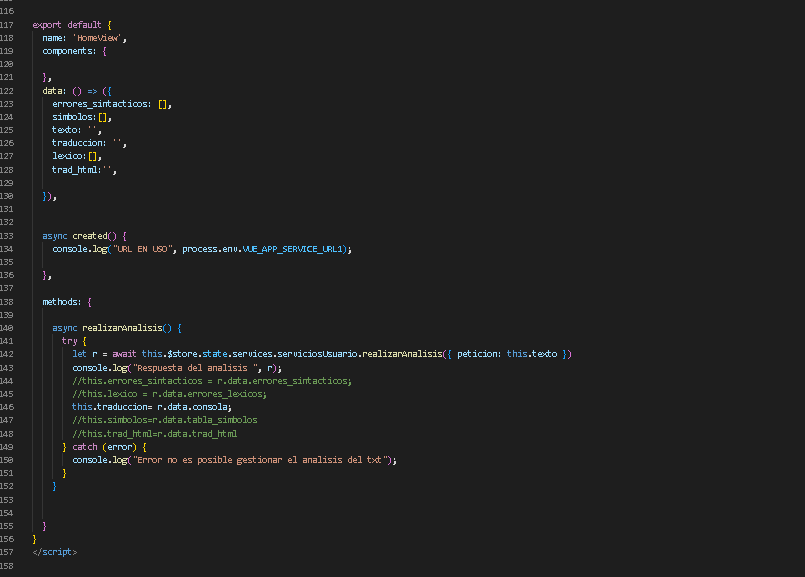 116
117 export default {
118 name: 'HomeView',
119 components: {
120
121 },
122 data: () => ({
123 errores_sintacticos: [],
124 simbolos:[],
125 texto: '',
126 traduccion: '',
127 lexico:[],
128 trad_html:'',
129
130 }),
131
132
133 async created() {
134 console.log("URL EN USO", process.env.VUE_APP_SERVICE_URL1);
135
136 },
137
138 methods: {
139
140 async realizarAnalisis() {
141 try {
142 let r = await this.$store.state.services.serviciosUsuario.realizarAnalisis({ peticion: this.texto })
143 console.log("Respuesta del analisis ", r);
144 //this.errores_sintacticos = r.data.errores_sintacticos;
145 //this.lexico = r.data.errores_lexicos;
146 this.traduccion= r.data.consola;
147 //this.simbolos=r.data.tabla_simbolos
148 //this.trad_html=r.data.trad_html
149 } catch (error) {
150 console.log("Error no es posible gestionar el analisis del txt");
151 }
152 }
153
154
155 }
156 }
157 </script>
158